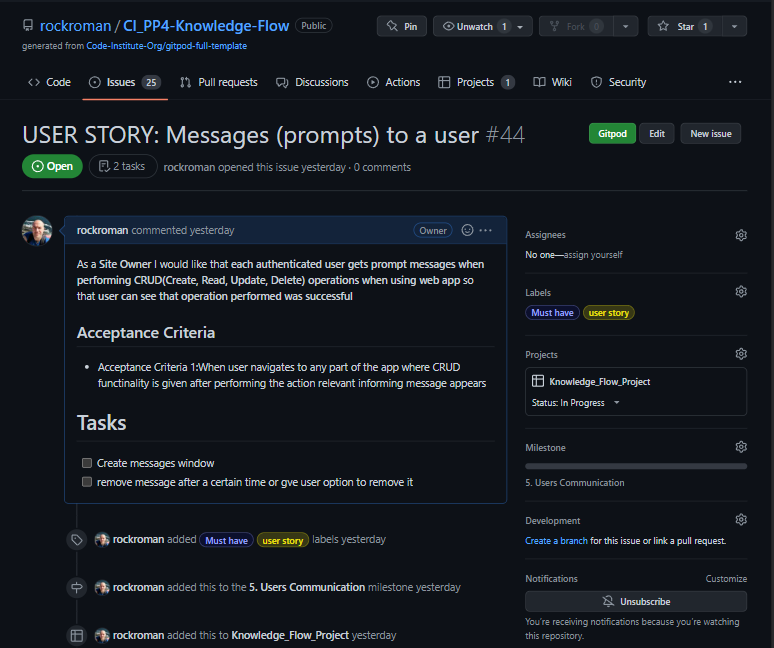 rockroman / CI_PP4-Knowledge-Flow Public
Pin Unwatch 1 Fork 0 Star 1
generated from Code-Institute-Org/gitpod-full-template
<> Code Issues 25 Pull requests Discussions Actions Projects 1 Wiki Security ...
USER STORY: Messages (prompts) to a user #44
Gitpod Edit New issue
Open 2 tasks rockroman opened this issue yesterday · 0 comments
rockroman commented yesterday Owner ...
As a Site Owner I would like that each authenticated user gets prompt messages when
performing CRUD(Create, Read, Update, Delete) operations when using web app so
that user can see that operation performed was successful
Acceptance Criteria
• Acceptance Criteria 1:When user navigates to any part of the app where CRUD
functinality is given after performing the action relevant informing message appears
Tasks
Create messages window
remove message after a certain time or gve user option to remove it
rockroman added Must have user story labels yesterday
rockroman added this to the 5. Users Communication milestone yesterday
rockroman added this to Knowledge_Flow_Project yesterday
Assignees
No one—assign yourself
Labels
Must have user story
Projects
Knowledge_Flow_Project
Status: In Progress
Milestone
5. Users Communication
Development
Create a branch for this issue or link a pull request.
Notifications Customize
Unsubscribe
You're receiving notifications because you're watching
this repository.